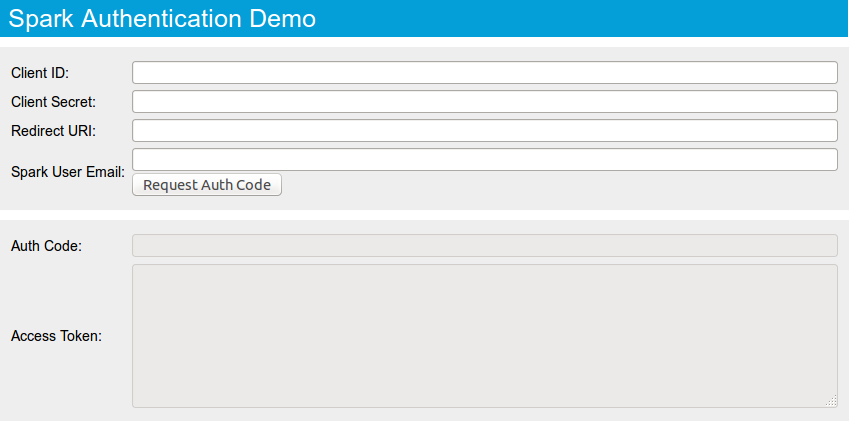 Spark Authentication Demo
Client ID:
Client Secret:
Redirect URI:
Spark User Email:
Request Auth Code
Auth Code:
Access Token: